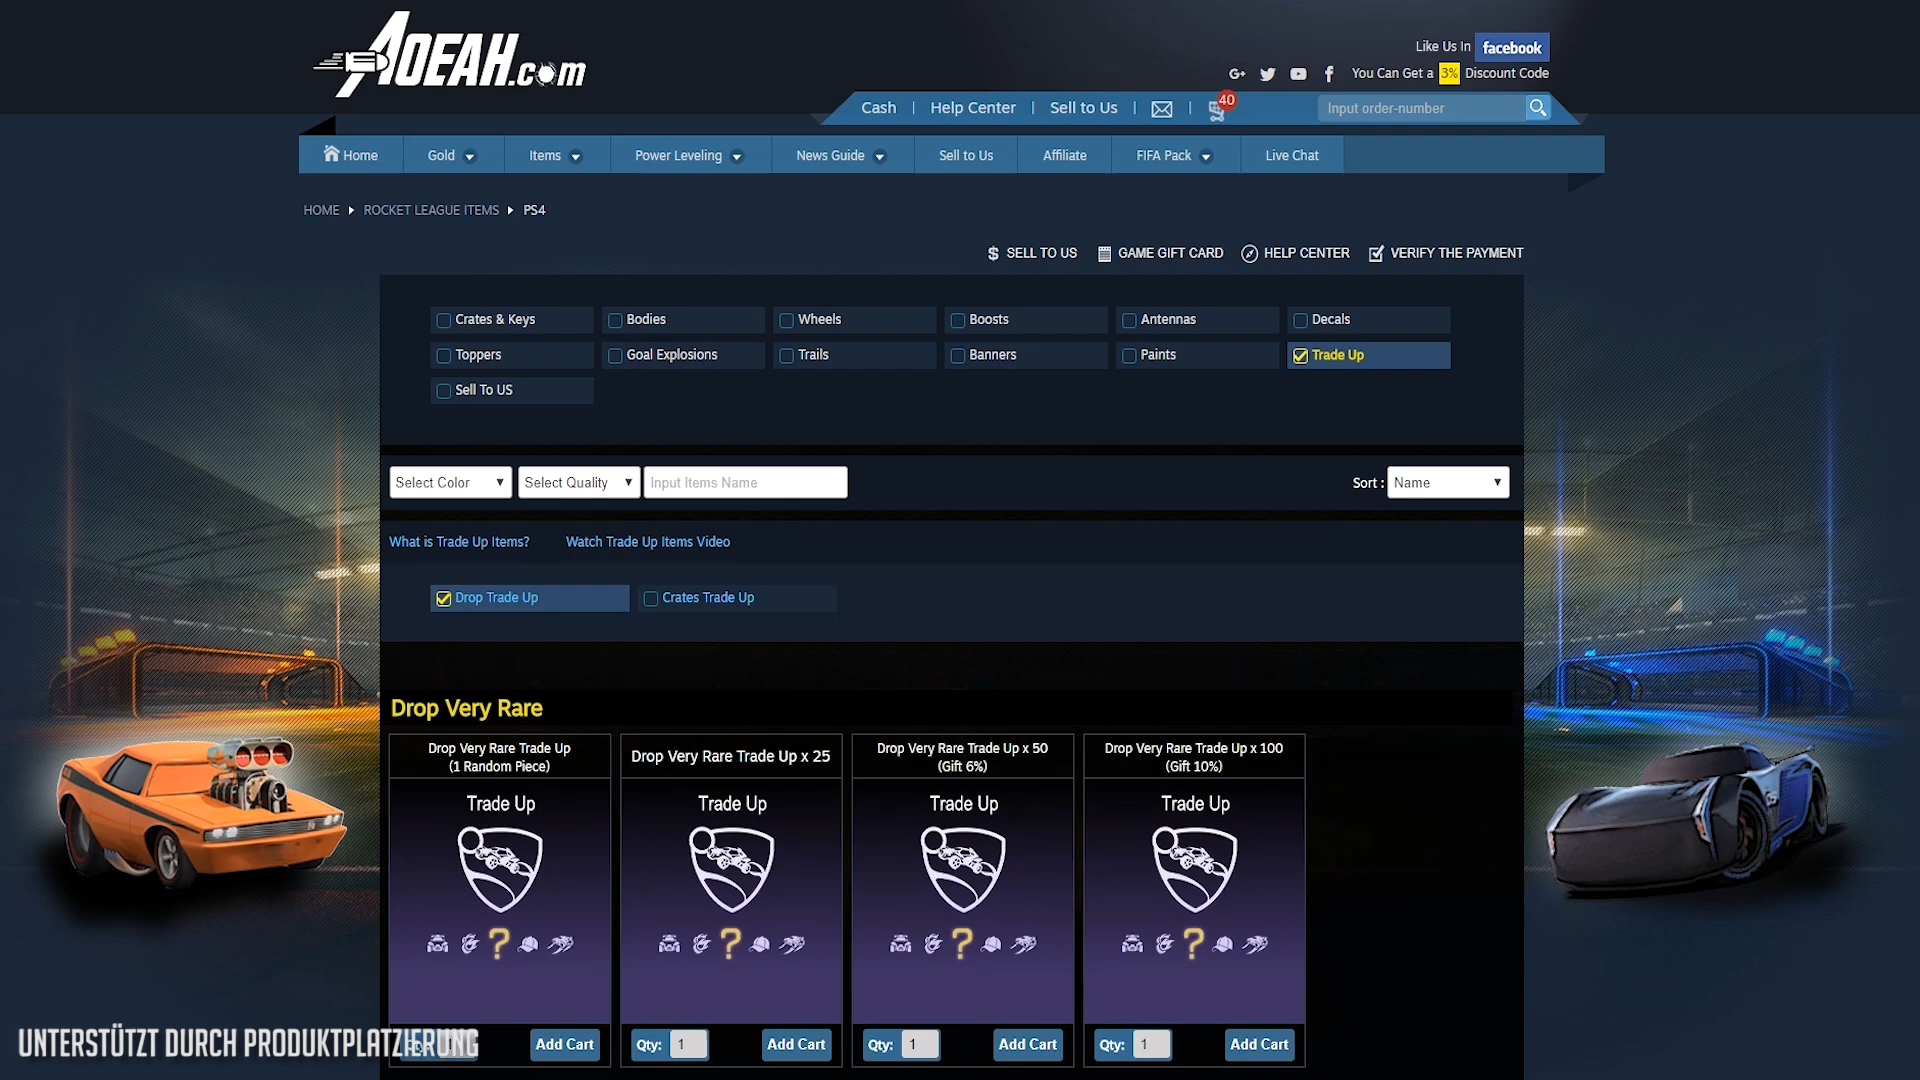 AOEAH.com
Like Us In facebook
You Can Get a 3% Discount Code
Cash | Help Center | Sell to Us | | 40 Input order-number
Home Gold Items Power Leveling News Guide Sell to Us Affiliate FIFA Pack Live Chat
HOME ROCKET LEAGUE ITEMS PS4
$ SELL TO US GAME GIFT CARD HELP CENTER VERIFY THE PAYMENT
Crates & Keys Bodies Wheels Boosts Antennas Decals
Toppers Goal Explosions Trails Banners Paints Trade Up
Sell To US
Select Color Select Quality Input Items Name Sort : Name
What is Trade Up Items? Watch Trade Up Items Video
Drop Trade Up Crates Trade Up
Drop Very Rare
Drop Very Rare Trade Up
(1 Random Piece)
Trade Up
?
Add Cart
Drop Very Rare Trade Up x 25
Trade Up
?
Qty: 1 Add Cart
Drop Very Rare Trade Up x 50
(Gift 6%)
Trade Up
?
Qty: 1 Add Cart
Drop Very Rare Trade Up x 100
(Gift 10%)
Trade Up
?
Qty: 1 Add Cart
UNTERSTÜTZT DURCH PRODUKTPLATZIERUNG